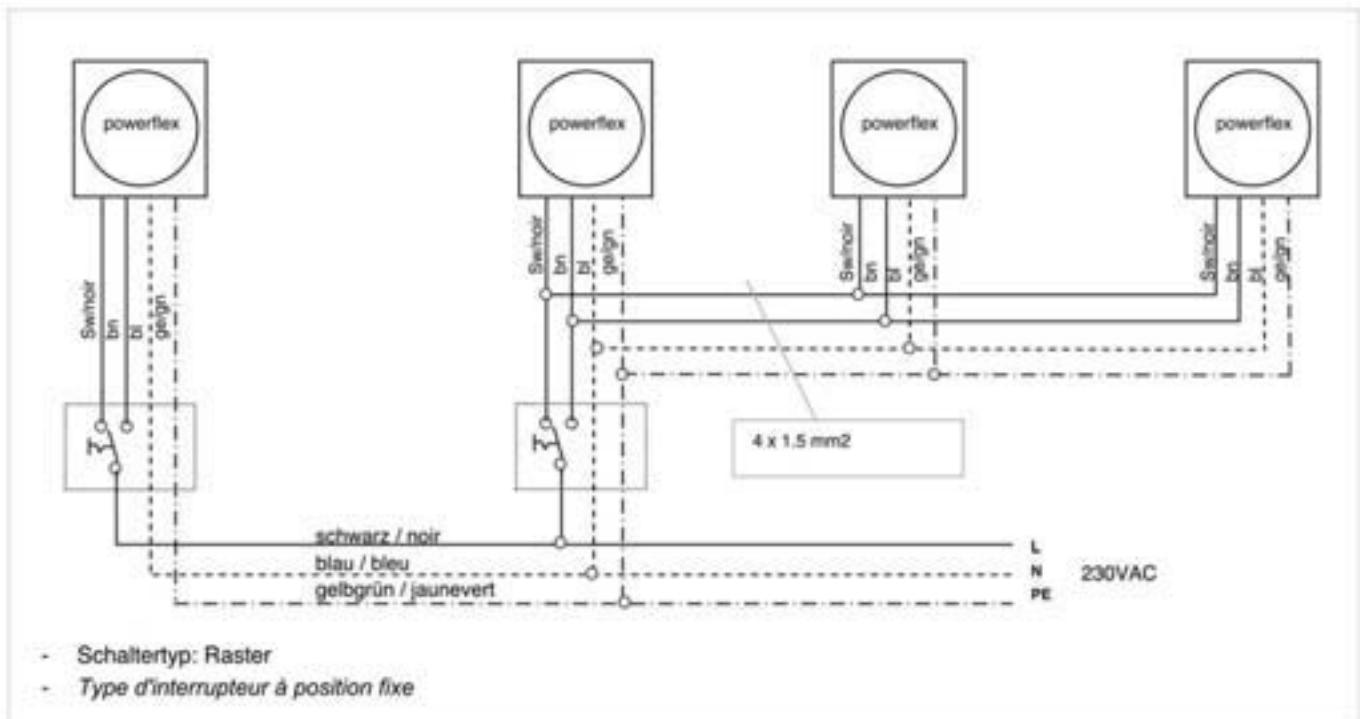 powerflex powerflex powerflex powerflex
Sw/noir bn bl ge/gn
Sw/noir bn bl ge/gn
Sw/noir bn bl ge/gn
Sw/noir bn bl ge/gn
4 x 1.5 mm2
schwarz / noir
L
blau / bleu
N
230VAC
gelbgrün / jaunevert
PE
- Schaltertyp: Raster
- Type d'interrupteur à position fixe